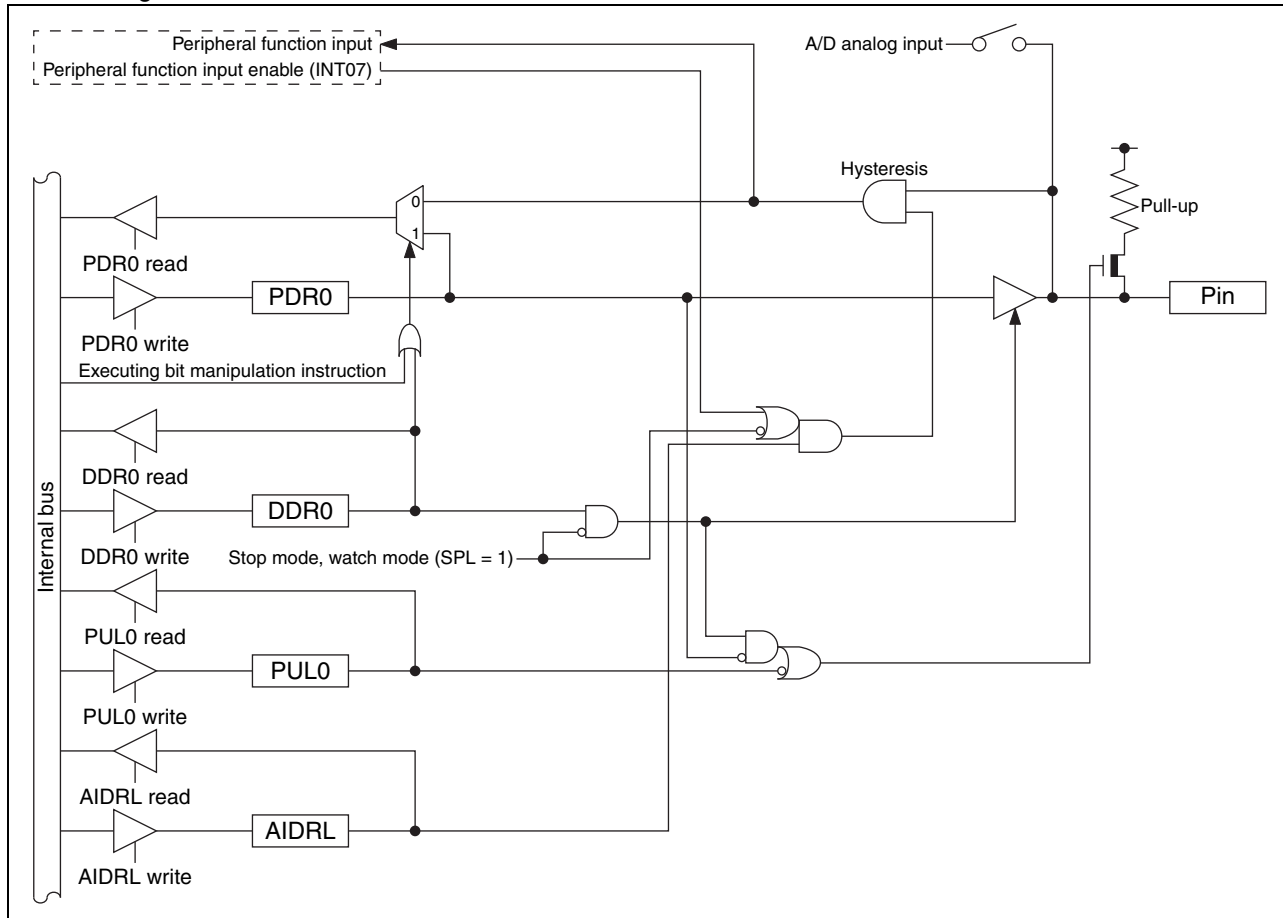 Peripheral function input
A/D analog input
Peripheral function input enable (INT07)
Hysteresis
0
Pull-up
1
PDR0 read
PDR0
Pin
PDR0 write
Executing bit manipulation instruction
DDR0 read
DDR0
Internal bus
DDR0 write
Stop mode, watch mode (SPL = 1)
PUL0 read
PUL0
PUL0 write
AIDRL read
AIDRL
AIDRL write